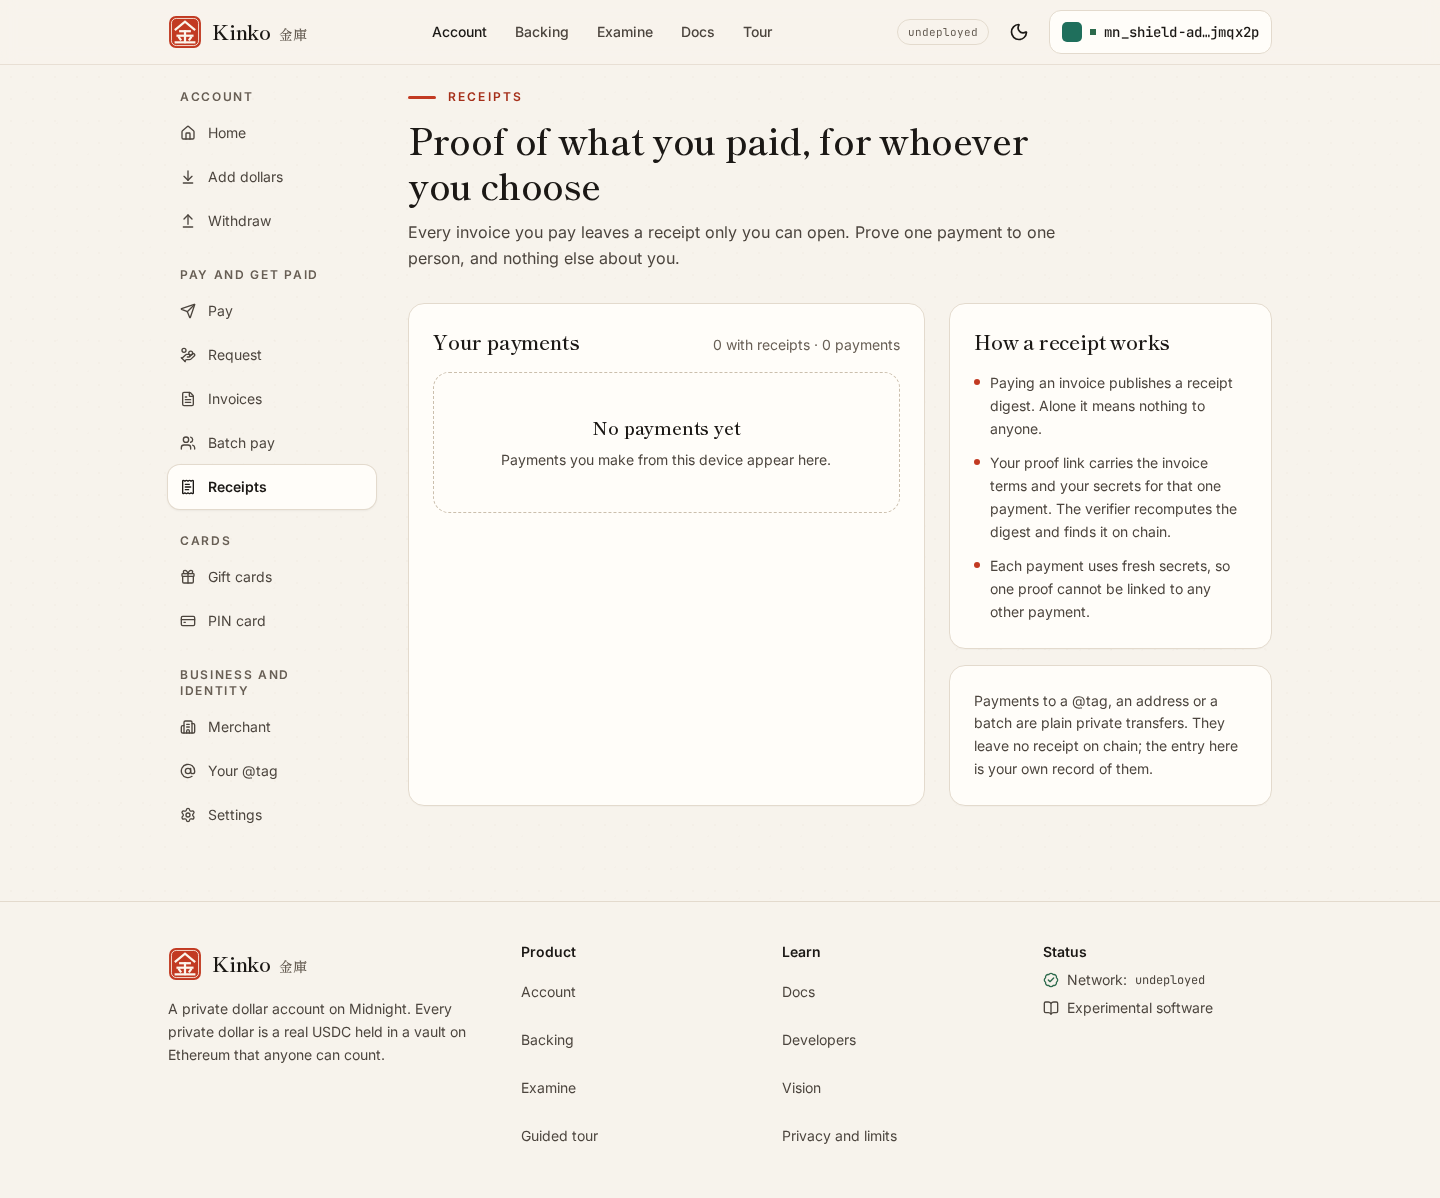 Kinko 金庫
Account
Backing
Examine
Docs
Tour
undeployed
mn_shield-ad…jmqx2p
ACCOUNT
Home
Add dollars
Withdraw
PAY AND GET PAID
Pay
Request
Invoices
Batch pay
Receipts
CARDS
Gift cards
PIN card
BUSINESS AND
IDENTITY
Merchant
Your @tag
Settings
RECEIPTS
Proof of what you paid, for whoever
you choose
Every invoice you pay leaves a receipt only you can open. Prove one payment to one
person, and nothing else about you.
Your payments
0 with receipts · 0 payments
No payments yet
Payments you make from this device appear here.
How a receipt works
Paying an invoice publishes a receipt
digest. Alone it means nothing to
anyone.
Your proof link carries the invoice
terms and your secrets for that one
payment. The verifier recomputes the
digest and finds it on chain.
Each payment uses fresh secrets, so
one proof cannot be linked to any
other payment.
Payments to a @tag, an address or a
batch are plain private transfers. They
leave no receipt on chain; the entry here
is your own record of them.
Kinko 金庫
A private dollar account on Midnight. Every
private dollar is a real USDC held in a vault on
Ethereum that anyone can count.
Product
Account
Backing
Examine
Guided tour
Learn
Docs
Developers
Vision
Privacy and limits
Status
Network: undeployed
Experimental software